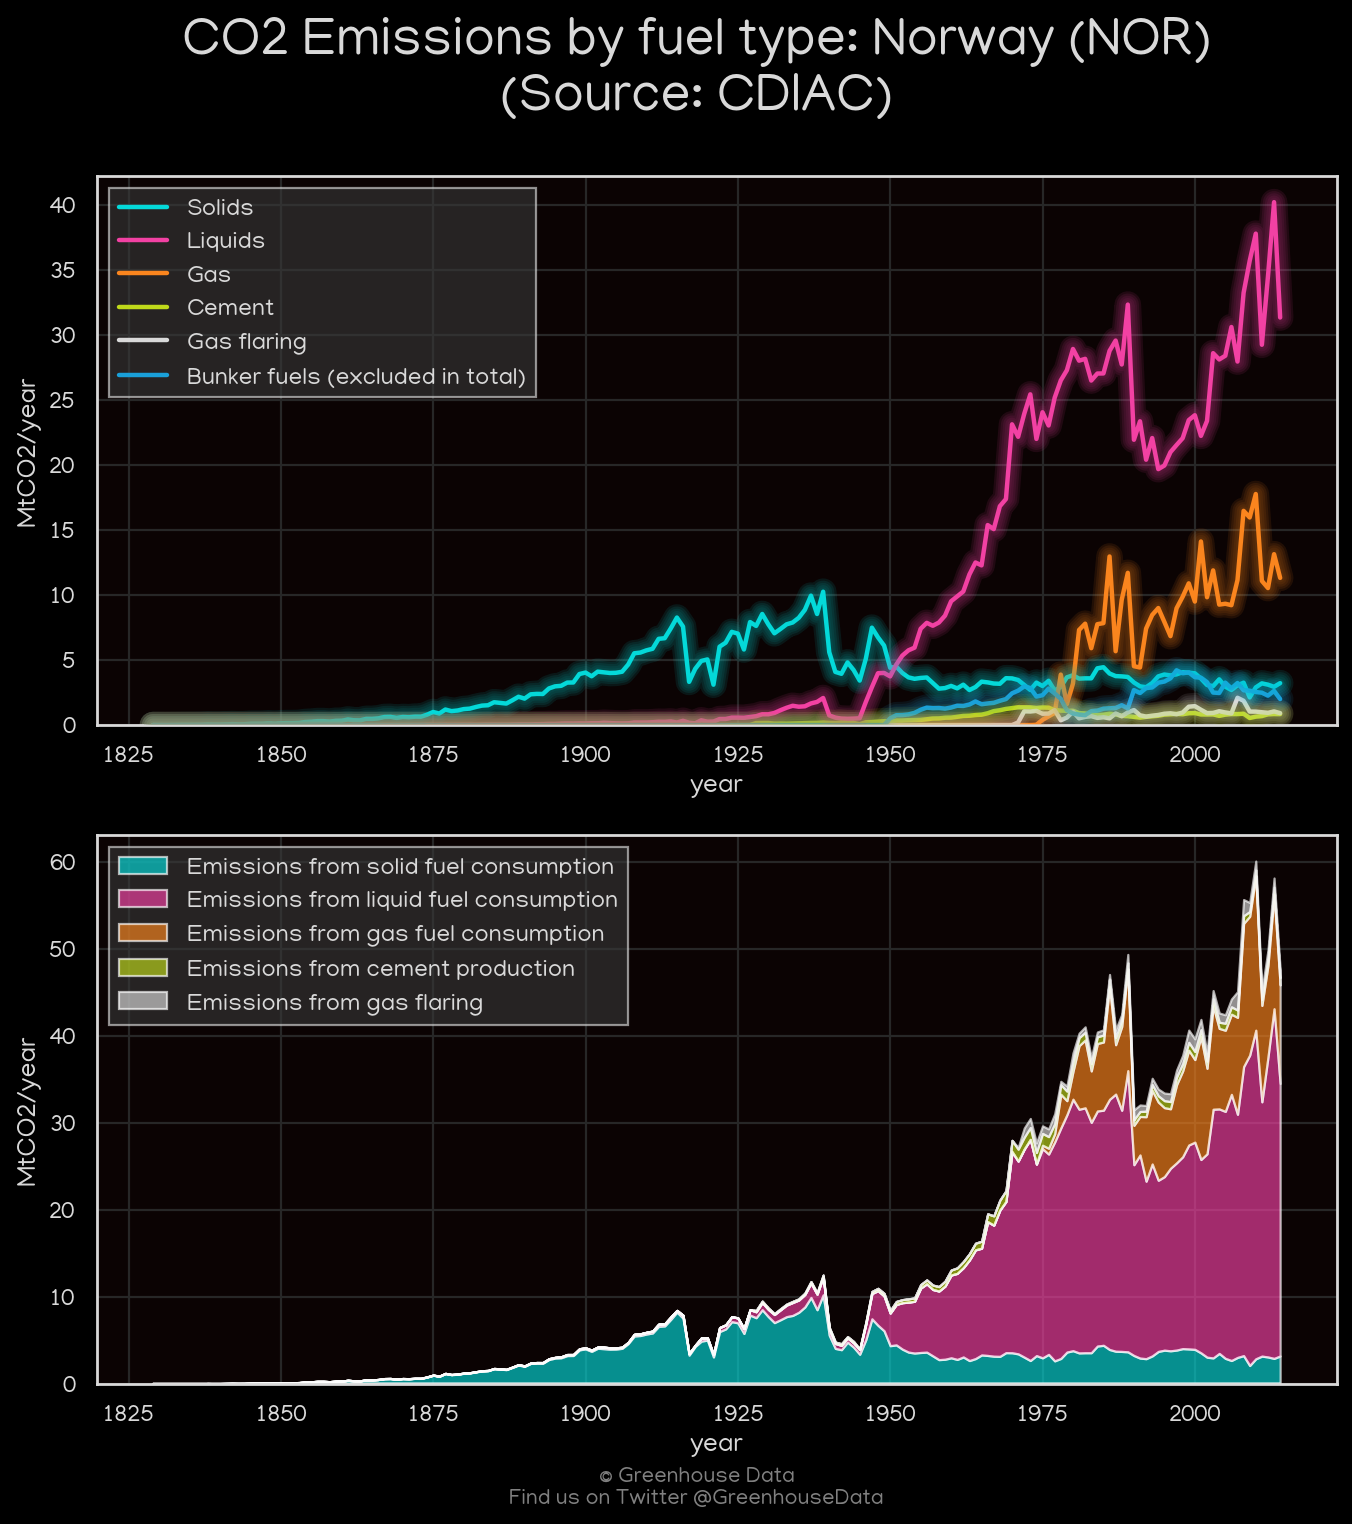 CO2 Emissions by fuel type: Norway (NOR)
(Source: CDIAC)
Solids
Liquids
Gas
Cement
Gas flaring
Bunker fuels (excluded in total)
40
35
30
25
20
15
10
5
0
MtCO2/year
1825 1850 1875 1900 1925 1950 1975 2000
year
Emissions from solid fuel consumption
Emissions from liquid fuel consumption
Emissions from gas fuel consumption
Emissions from cement production
Emissions from gas flaring
60
50
40
30
20
10
0
MtCO2/year
1825 1850 1875 1900 1925 1950 1975 2000
year
© Greenhouse Data
Find us on Twitter @GreenhouseData